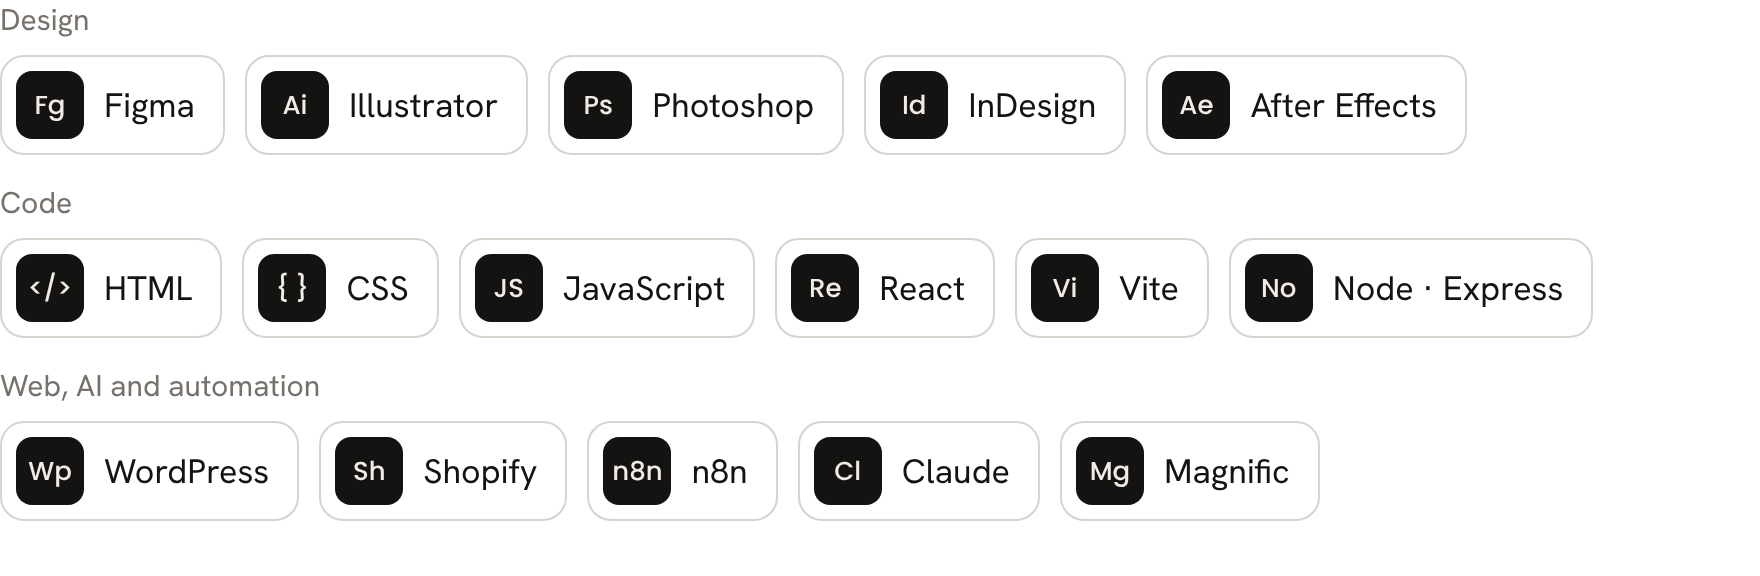 Design
Fg Figma Ai Illustrator Ps Photoshop Id InDesign Ae After Effects
Code
</> HTML { } CSS JS JavaScript Re React Vi Vite No Node · Express
Web, AI and automation
Wp WordPress Sh Shopify n8n n8n Cl Claude Mg Magnific